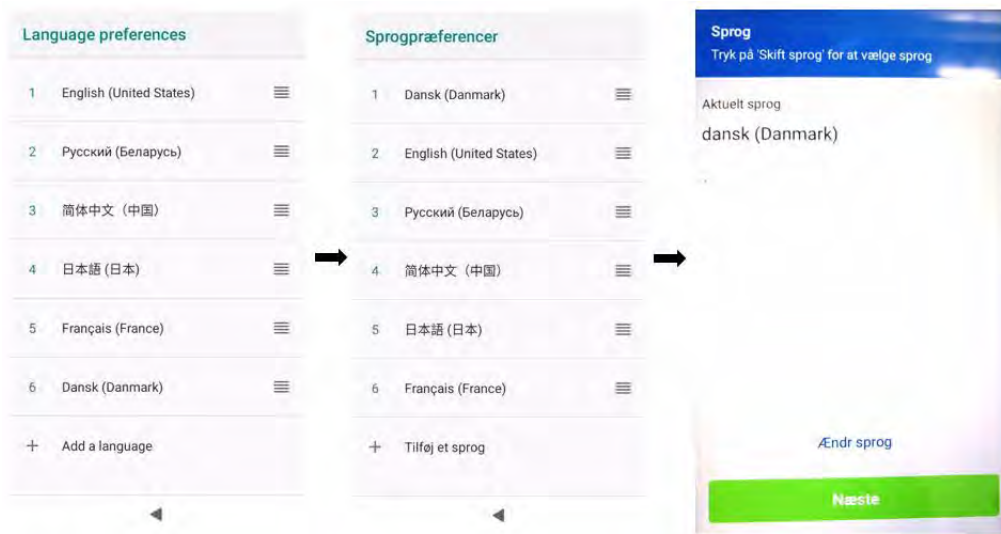 Language preferences
1 English (United States)
2 Русский (Беларусь)
3 简体中文（中国）
4 日本語 (日本)
5 Français (France)
6 Dansk (Danmark)
+ Add a language
Sprogpræferencer
1 Dansk (Danmark)
2 English (United States)
3 Русский (Беларусь)
4 简体中文（中国）
5 日本語 (日本)
6 Français (France)
+ Tilføj et sprog
Sprog
Tryk på 'Skift sprog' for at vælge sprog
Aktuelt sprog
dansk (Danmark)
Ændr sprog
Næste